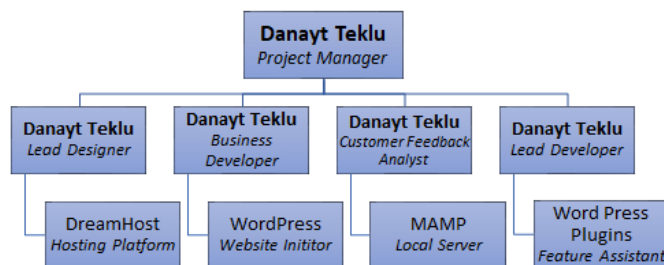 Danayt Teklu
Project Manager
Danayt Teklu
Lead Designer
Danayt Teklu
Business
Developer
Danayt Teklu
Customer Feedback
Analyst
Danayt Teklu
Lead Developer
DreamHost
Hosting Platform
WordPress
Website Inititor
MAMP
Local Server
Word Press
Plugins
Feature Assistant